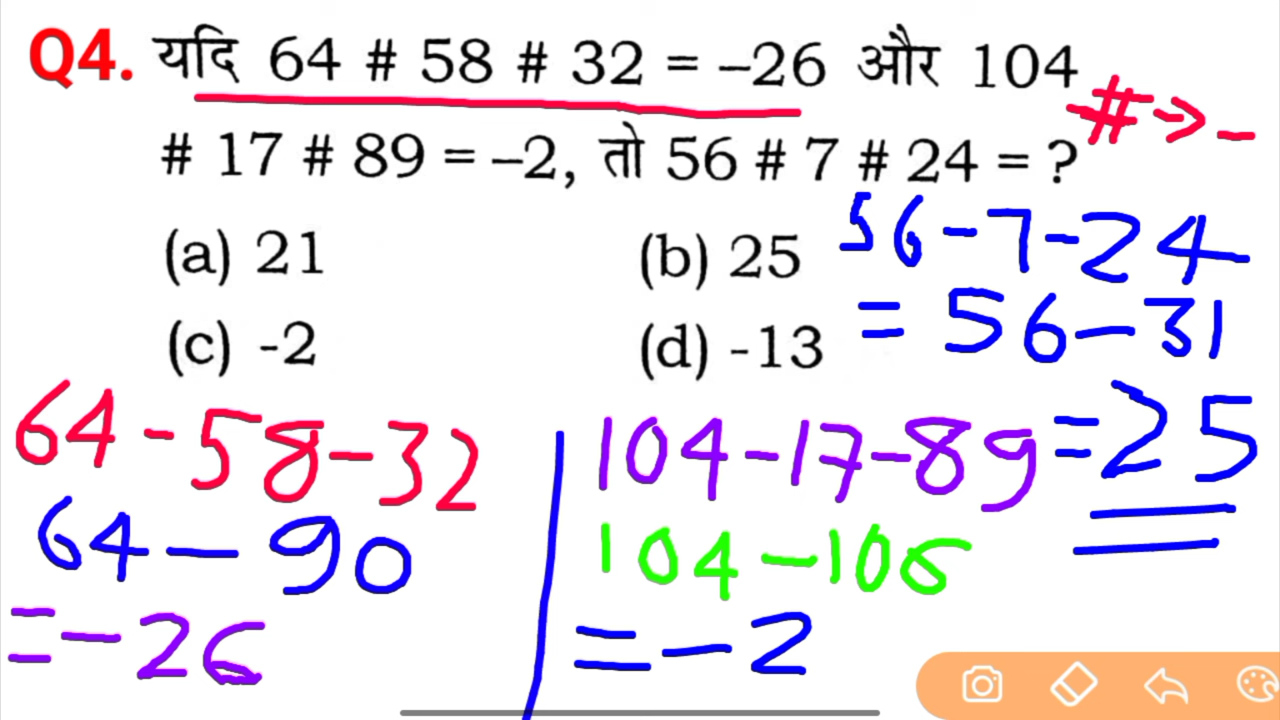 Q4. यदि 64 # 58 # 32 = –26 और 104
# → –
# 17 # 89 = –2, तो 56 # 7 # 24 = ?
(a) 21 (b) 25
(c) -2 (d) -13
56 – 7 – 24
= 56 – 31
= 25
64 – 58 – 32
64 – 90
= – 26
104 – 17 – 89
104 – 106
= – 2